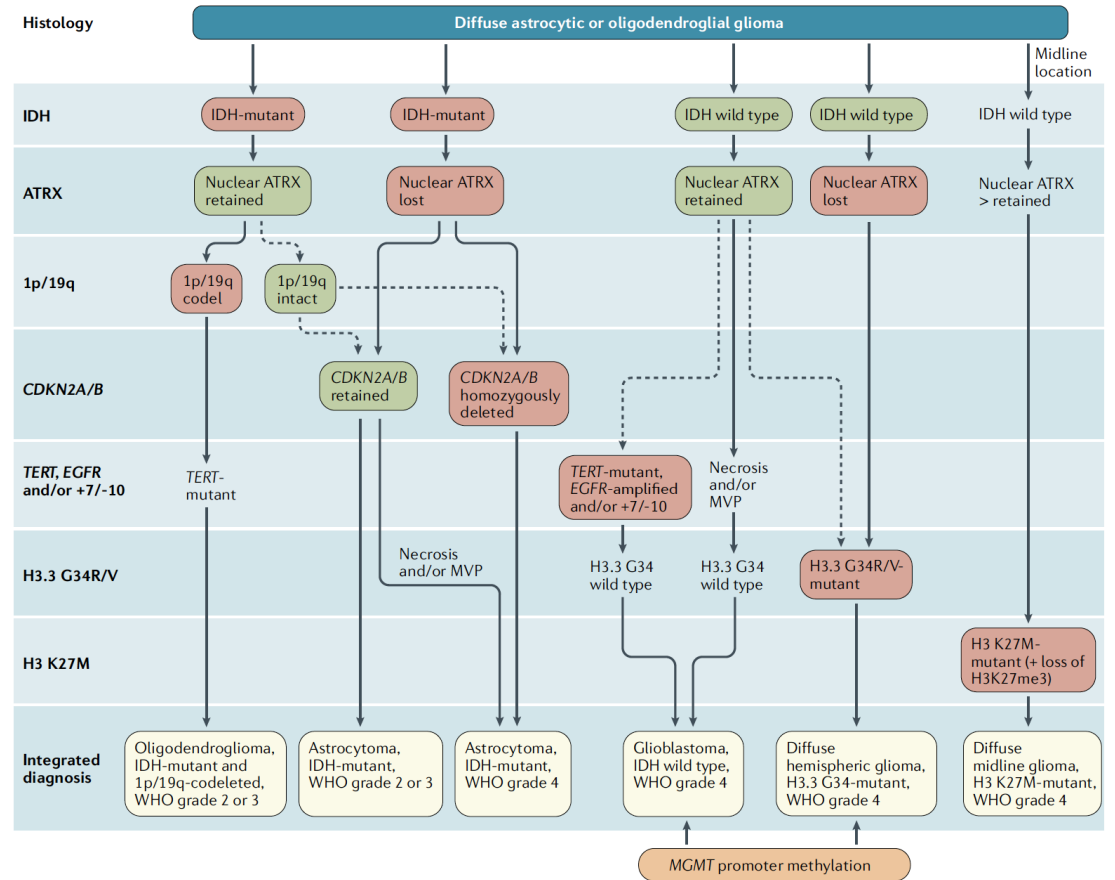 Histology
Diffuse astrocytic or oligodendroglial glioma
Midline
location
IDH
IDH-mutant
IDH-mutant
IDH wild type
IDH wild type
IDH wild type
ATRX
Nuclear ATRX
retained
Nuclear ATRX
lost
Nuclear ATRX
retained
Nuclear ATRX
lost
Nuclear ATRX
> retained
1p/19q
1p/19q
codel
1p/19q
intact
CDKN2A/B
CDKN2A/B
retained
CDKN2A/B
homozygously
deleted
TERT, EGFR
and/or +7/-10
TERT-
mutant
TERT-mutant,
EGFR-amplified
and/or +7/-10
Necrosis
and/or
MVP
H3.3 G34R/V
Necrosis
and/or MVP
H3.3 G34
wild type
H3.3 G34
wild type
H3.3 G34R/V-
mutant
H3 K27M
H3 K27M-
mutant (+ loss of
H3K27me3)
Integrated
diagnosis
Oligodendroglioma,
IDH-mutant and
1p/19q-codeleted,
WHO grade 2 or 3
Astrocytoma,
IDH-mutant,
WHO grade 2 or 3
Astrocytoma,
IDH-mutant,
WHO grade 4
Glioblastoma,
IDH wild type,
WHO grade 4
Diffuse
hemispheric glioma,
H3.3 G34-mutant,
WHO grade 4
Diffuse
midline glioma,
H3 K27M-mutant,
WHO grade 4
MGMT promoter methylation